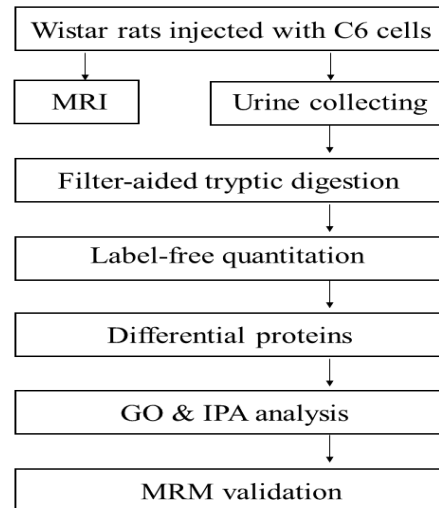 Wistar rats injected with C6 cells
MRI
Urine collecting
Filter-aided tryptic digestion
Label-free quantitation
Differential proteins
GO & IPA analysis
MRM validation